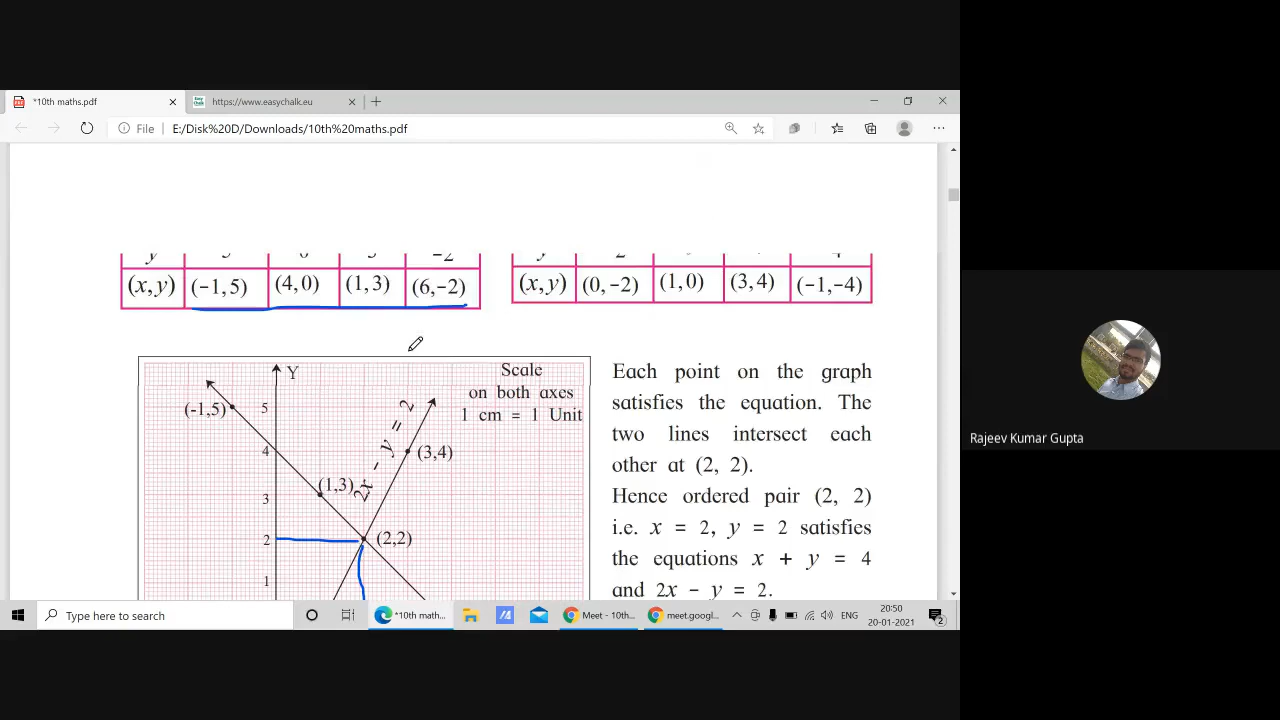 *10th maths.pdf
https://www.easychalk.eu
File
E:/Disk%20D/Downloads/10th%20maths.pdf
(x,y) (−1,5) (4,0) (1,3) (6,−2)
(x,y) (0,−2) (1,0) (3,4) (−1,−4)
Y
Scale
on both axes
1 cm = 1 Unit
(-1,5)
5
4
3
2
1
(1,3)
2x - y = 2
(3,4)
(2,2)
Each point on the graph
satisfies the equation. The
two lines intersect each
other at (2, 2).
Hence ordered pair (2, 2)
i.e. x = 2, y = 2 satisfies
the equations x + y = 4
and 2x − y = 2.
Rajeev Kumar Gupta
Type here to search
*10th math...
Meet - 10th...
meet.googl...
ENG
20:50
20-01-2021
2